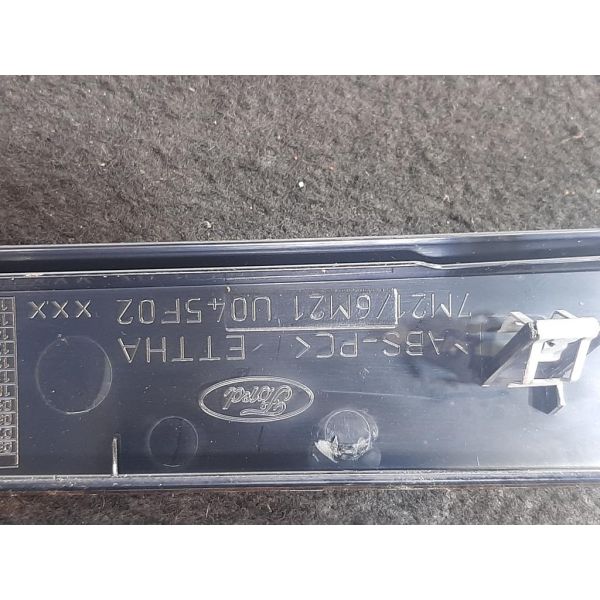 Ford
>ABS-PC< ETTHA
7M21/6M21 U045F02 XXX